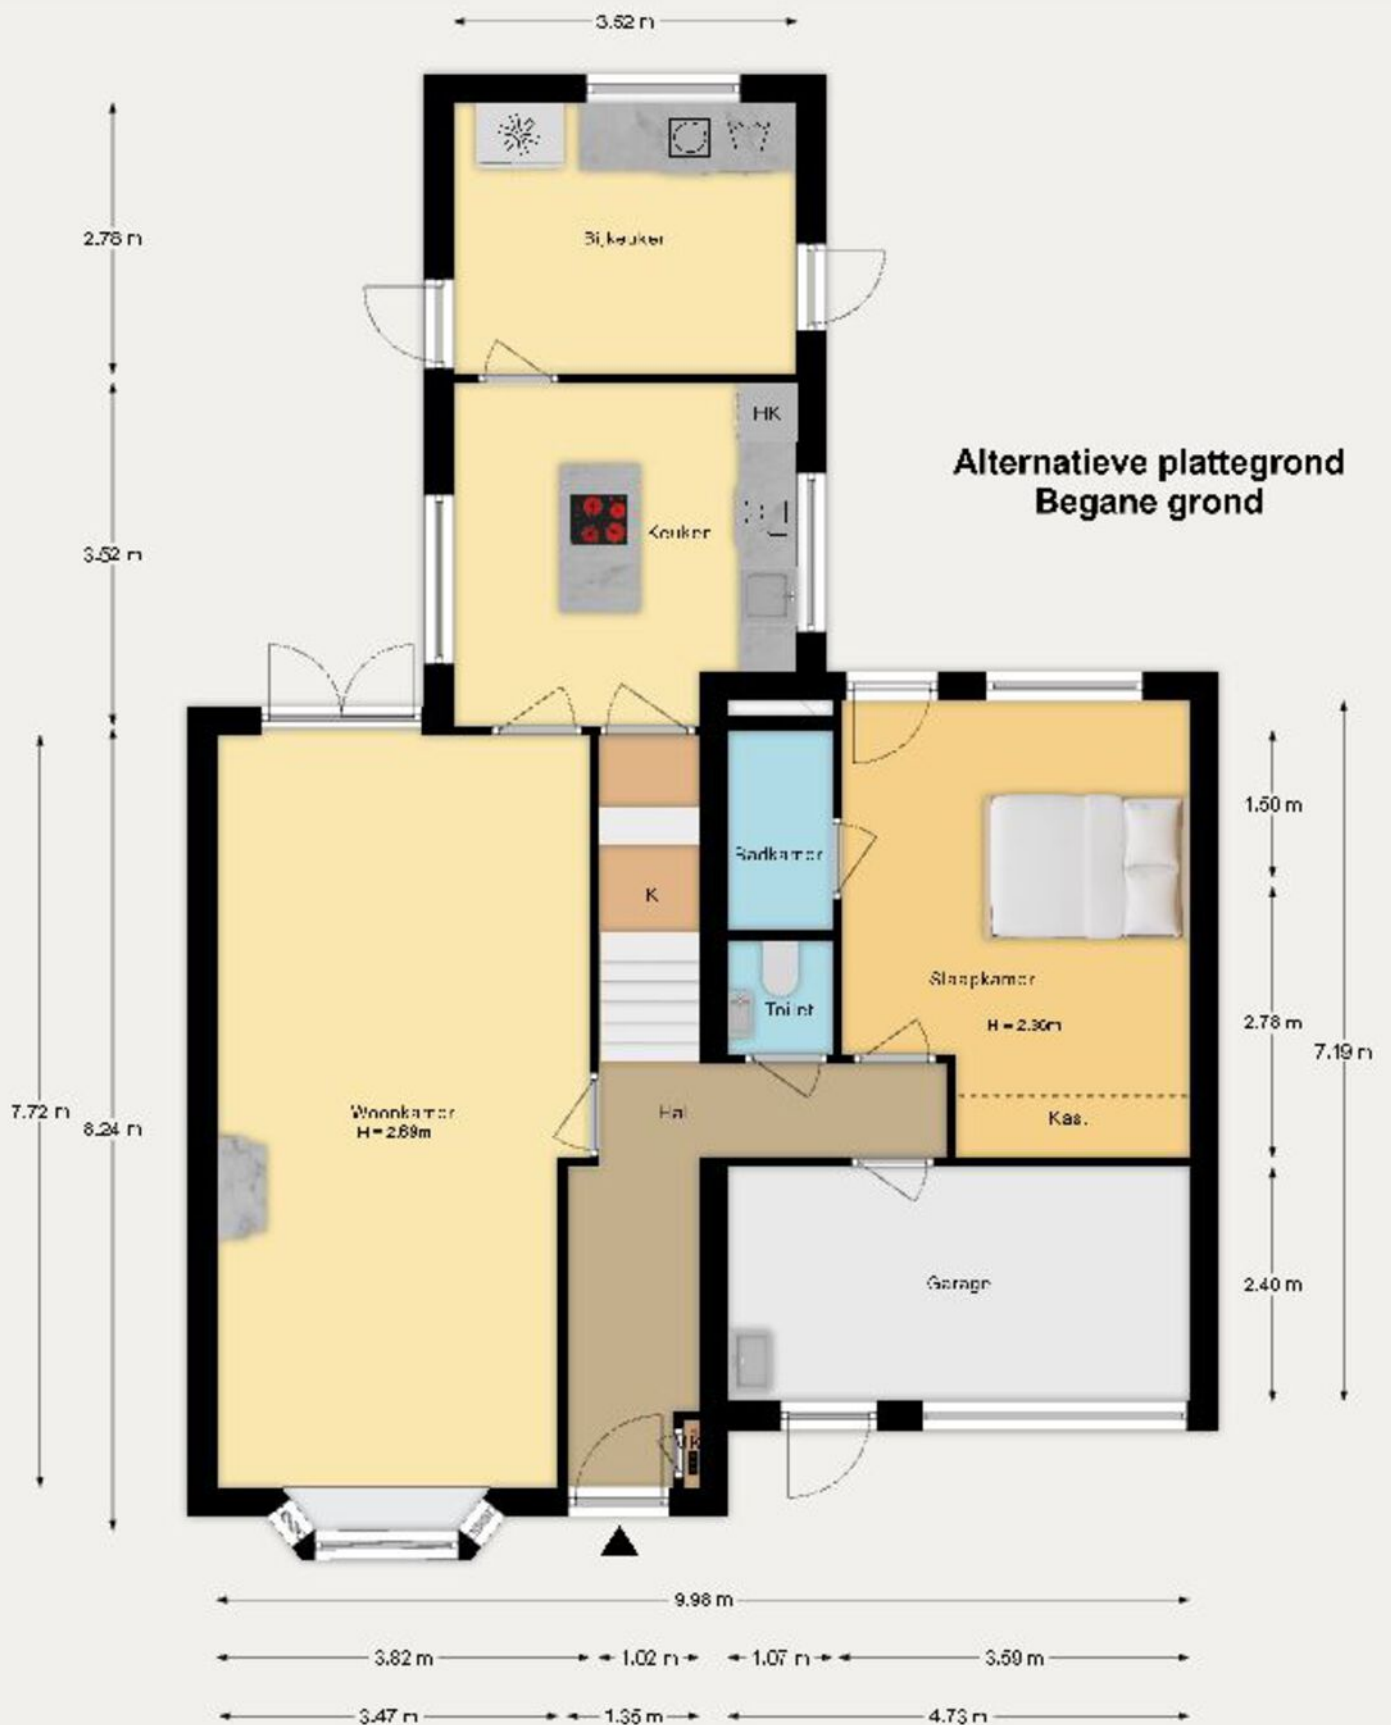 3.52 m
2.78 m
Bijkeuken
HK
Alternatieve plattegrond
Begane grond
3.52 m
Keuken
1.50 m
Badkamer
K
Slaapkamer
H = 2.36m
Toilet
2.78 m
7.19 m
7.72 m
8.24 m
Woonkamer
H = 2.69m
Hal
Kas.
Garage
2.40 m
9.98 m
3.82 m
1.02 m
1.07 m
3.59 m
3.47 m
1.35 m
4.73 m